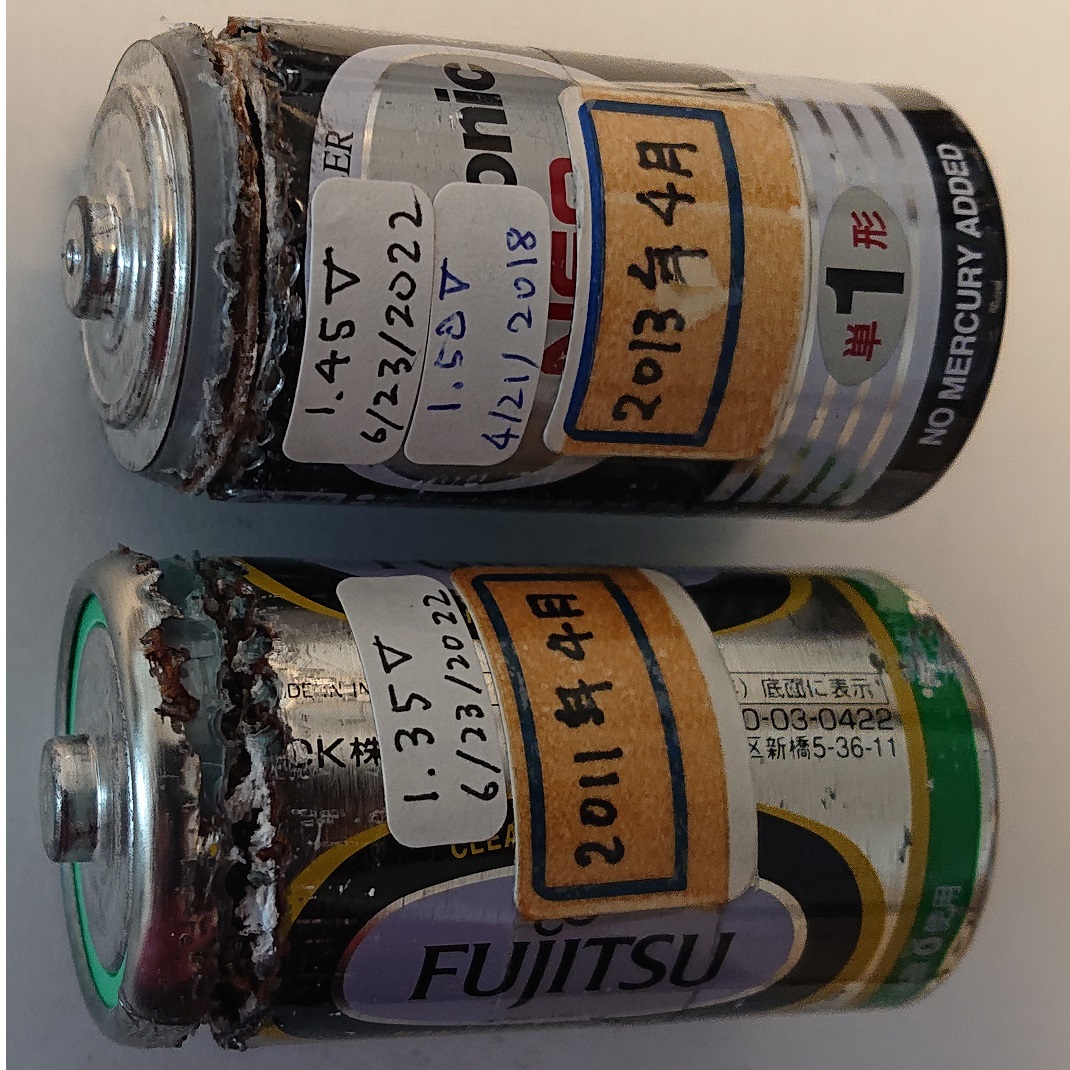 onic
NEO
ER
1.45V
6/23/2022
1.50V
4/21/2018
2013年4月
単1形
NO MERCURY ADDED
1.35V
6/23/2022
2011年4月
底面に表示
0-03-0422
区新橋5-36-11
CK株
FUJITSU